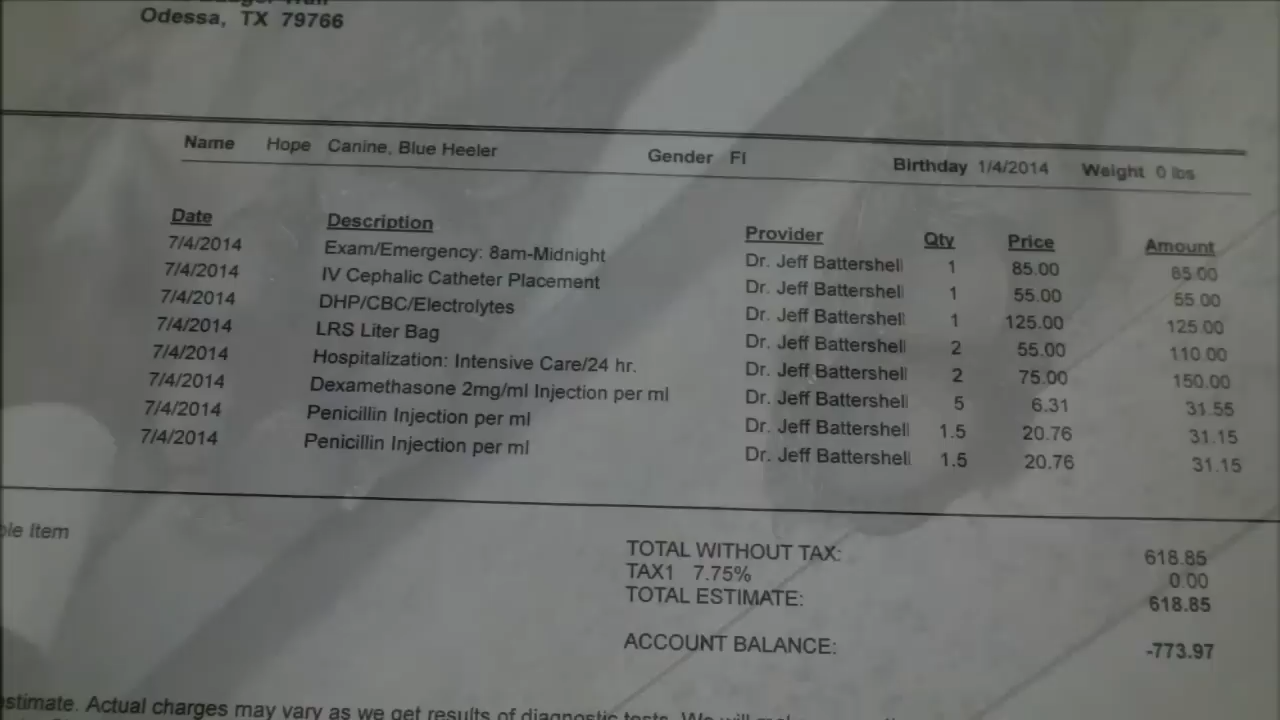 Odessa, TX 79766
Name Hope Canine, Blue Heeler Gender FI Birthday 1/4/2014 Weight 0 lbs
Date Description Provider Qty Price Amount
7/4/2014 Exam/Emergency: 8am-Midnight Dr. Jeff Battershell 1 85.00 85.00
7/4/2014 IV Cephalic Catheter Placement Dr. Jeff Battershell 1 55.00 55.00
7/4/2014 DHP/CBC/Electrolytes Dr. Jeff Battershell 1 125.00 125.00
7/4/2014 LRS Liter Bag Dr. Jeff Battershell 2 55.00 110.00
7/4/2014 Hospitalization: Intensive Care/24 hr. Dr. Jeff Battershell 2 75.00 150.00
7/4/2014 Dexamethasone 2mg/ml Injection per ml Dr. Jeff Battershell 5 6.31 31.55
7/4/2014 Penicillin Injection per ml Dr. Jeff Battershell 1.5 20.76 31.15
7/4/2014 Penicillin Injection per ml Dr. Jeff Battershell 1.5 20.76 31.15
ble Item
TOTAL WITHOUT TAX: 618.85
TAX1 7.75% 0.00
TOTAL ESTIMATE: 618.85
ACCOUNT BALANCE: -773.97
estimate. Actual charges may vary as we get results of diagnostic tests. We will